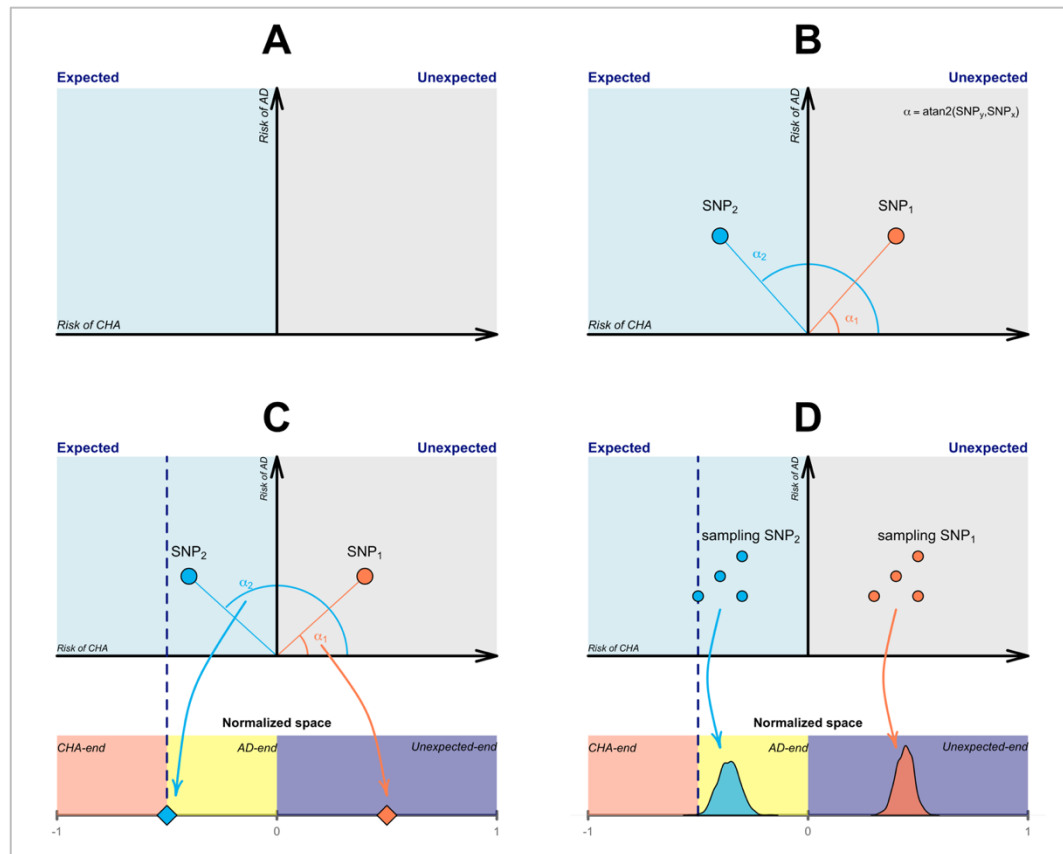 A
Expected
Unexpected
Risk of AD
Risk of CHA
B
Expected
Unexpected
Risk of AD
α = atan2(SNPy,SNPx)
SNP2
SNP1
α2
α1
Risk of CHA
C
Expected
Unexpected
Risk of AD
SNP2
SNP1
α2
α1
Risk of CHA
Normalized space
CHA-end
AD-end
Unexpected-end
-1
0
1
D
Expected
Unexpected
Risk of AD
sampling SNP2
sampling SNP1
Risk of CHA
Normalized space
CHA-end
AD-end
Unexpected-end
-1
0
1